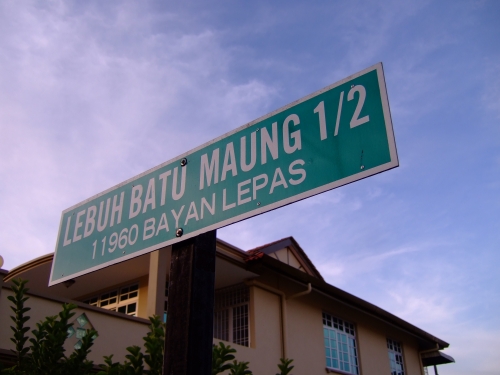 LEBUH BATU MAUNG 1/2
11960 BAYAN LEPAS